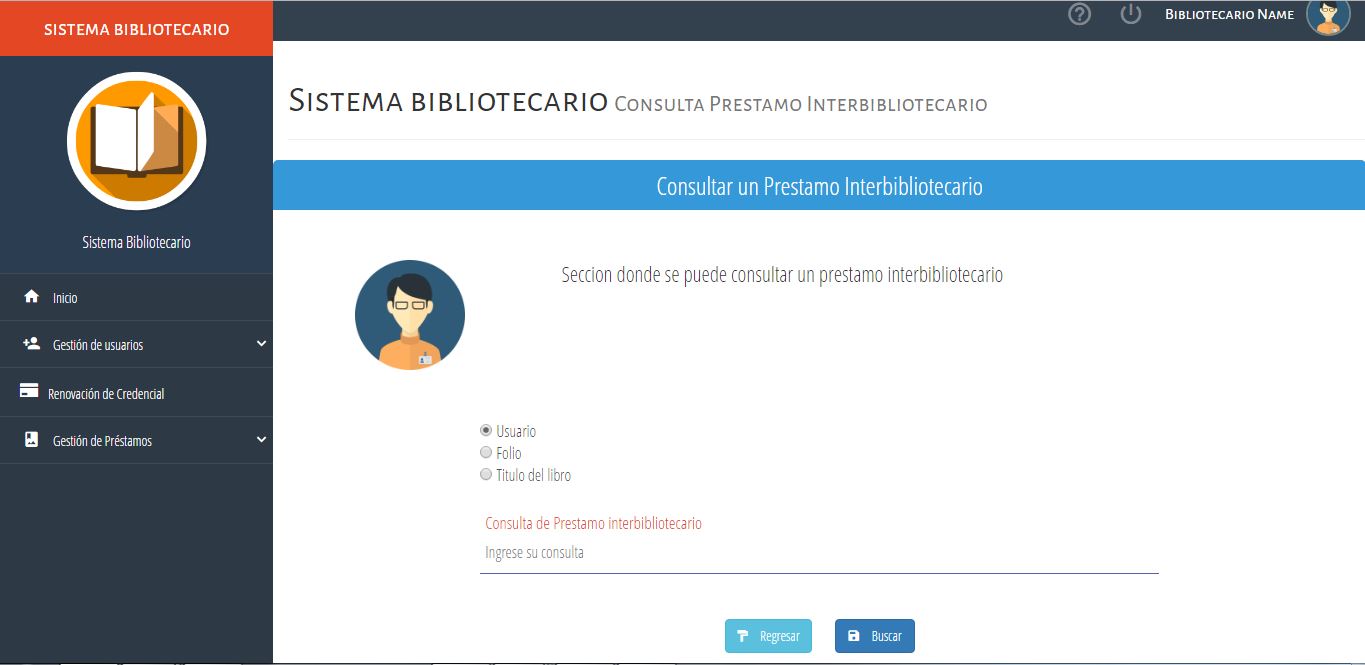 SISTEMA BIBLIOTECARIO
Bibliotecario Name
Sistema bibliotecario Consulta Prestamo Interbibliotecario
Consultar un Prestamo Interbibliotecario
Sistema Bibliotecario
Seccion donde se puede consultar un prestamo interbibliotecario
Inicio
Gestión de usuarios
Renovación de Credencial
Gestión de Préstamos
Usuario
Folio
Titulo del libro
Consulta de Prestamo interbibliotecario
Ingrese su consulta
Regresar
Buscar